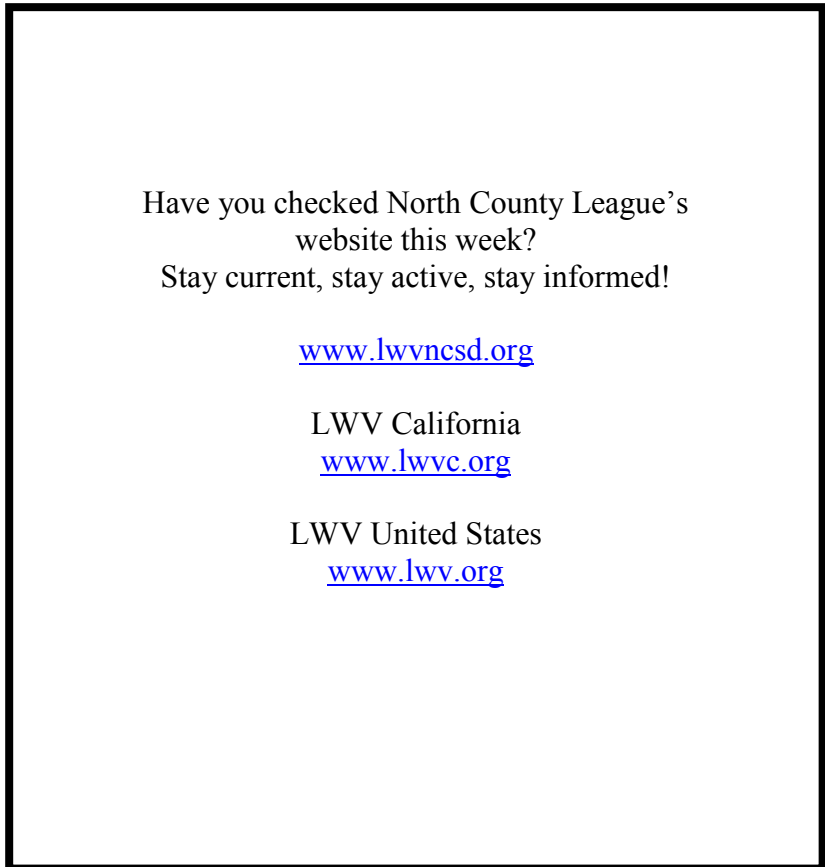 Have you checked North County League’s
website this week?
Stay current, stay active, stay informed!
www.lwvncsd.org
LWV California
www.lwvc.org
LWV United States
www.lwv.org